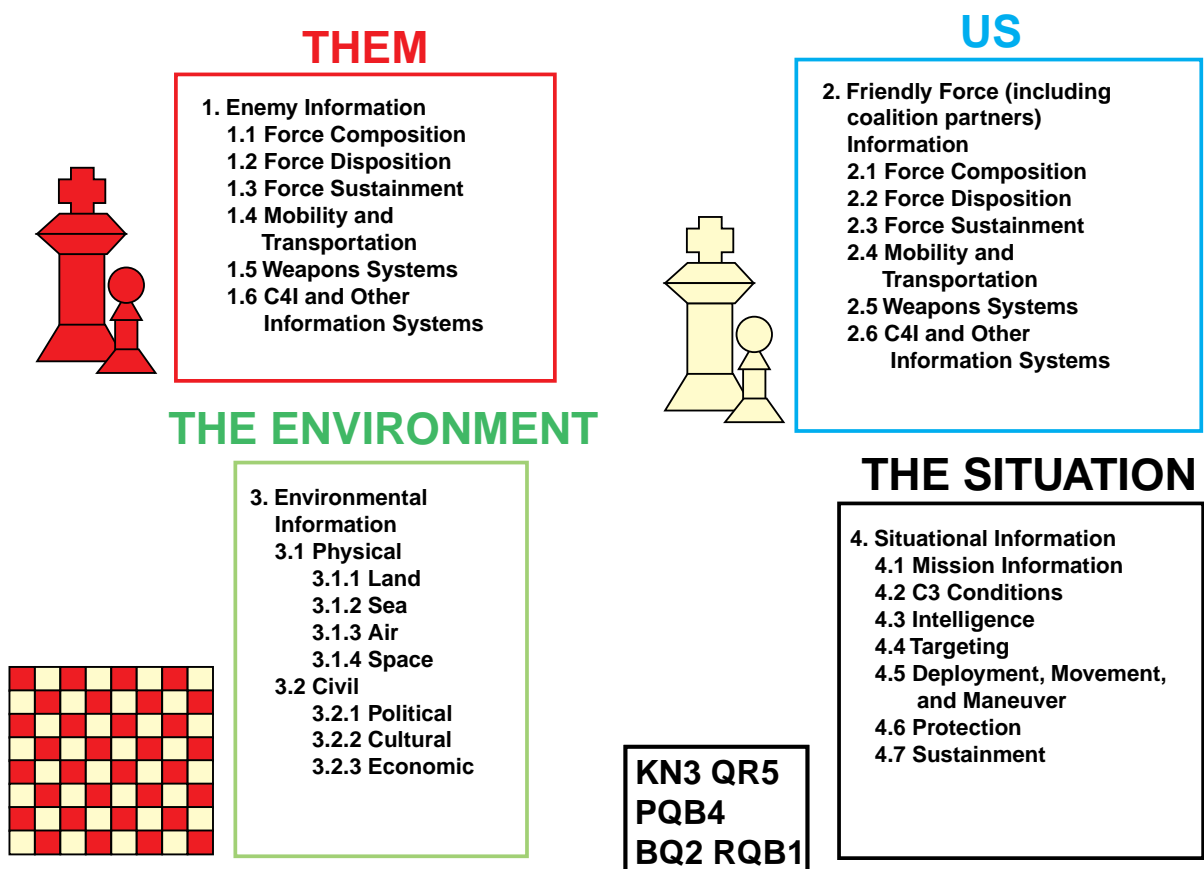 THEM
1. Enemy Information
1.1 Force Composition
1.2 Force Disposition
1.3 Force Sustainment
1.4 Mobility and
Transportation
1.5 Weapons Systems
1.6 C4I and Other
Information Systems
US
2. Friendly Force (including
coalition partners)
Information
2.1 Force Composition
2.2 Force Disposition
2.3 Force Sustainment
2.4 Mobility and
Transportation
2.5 Weapons Systems
2.6 C4I and Other
Information Systems
THE ENVIRONMENT
3. Environmental
Information
3.1 Physical
3.1.1 Land
3.1.2 Sea
3.1.3 Air
3.1.4 Space
3.2 Civil
3.2.1 Political
3.2.2 Cultural
3.2.3 Economic
THE SITUATION
4. Situational Information
4.1 Mission Information
4.2 C3 Conditions
4.3 Intelligence
4.4 Targeting
4.5 Deployment, Movement,
and Maneuver
4.6 Protection
4.7 Sustainment
KN3 QR5
PQB4
BQ2 RQB1